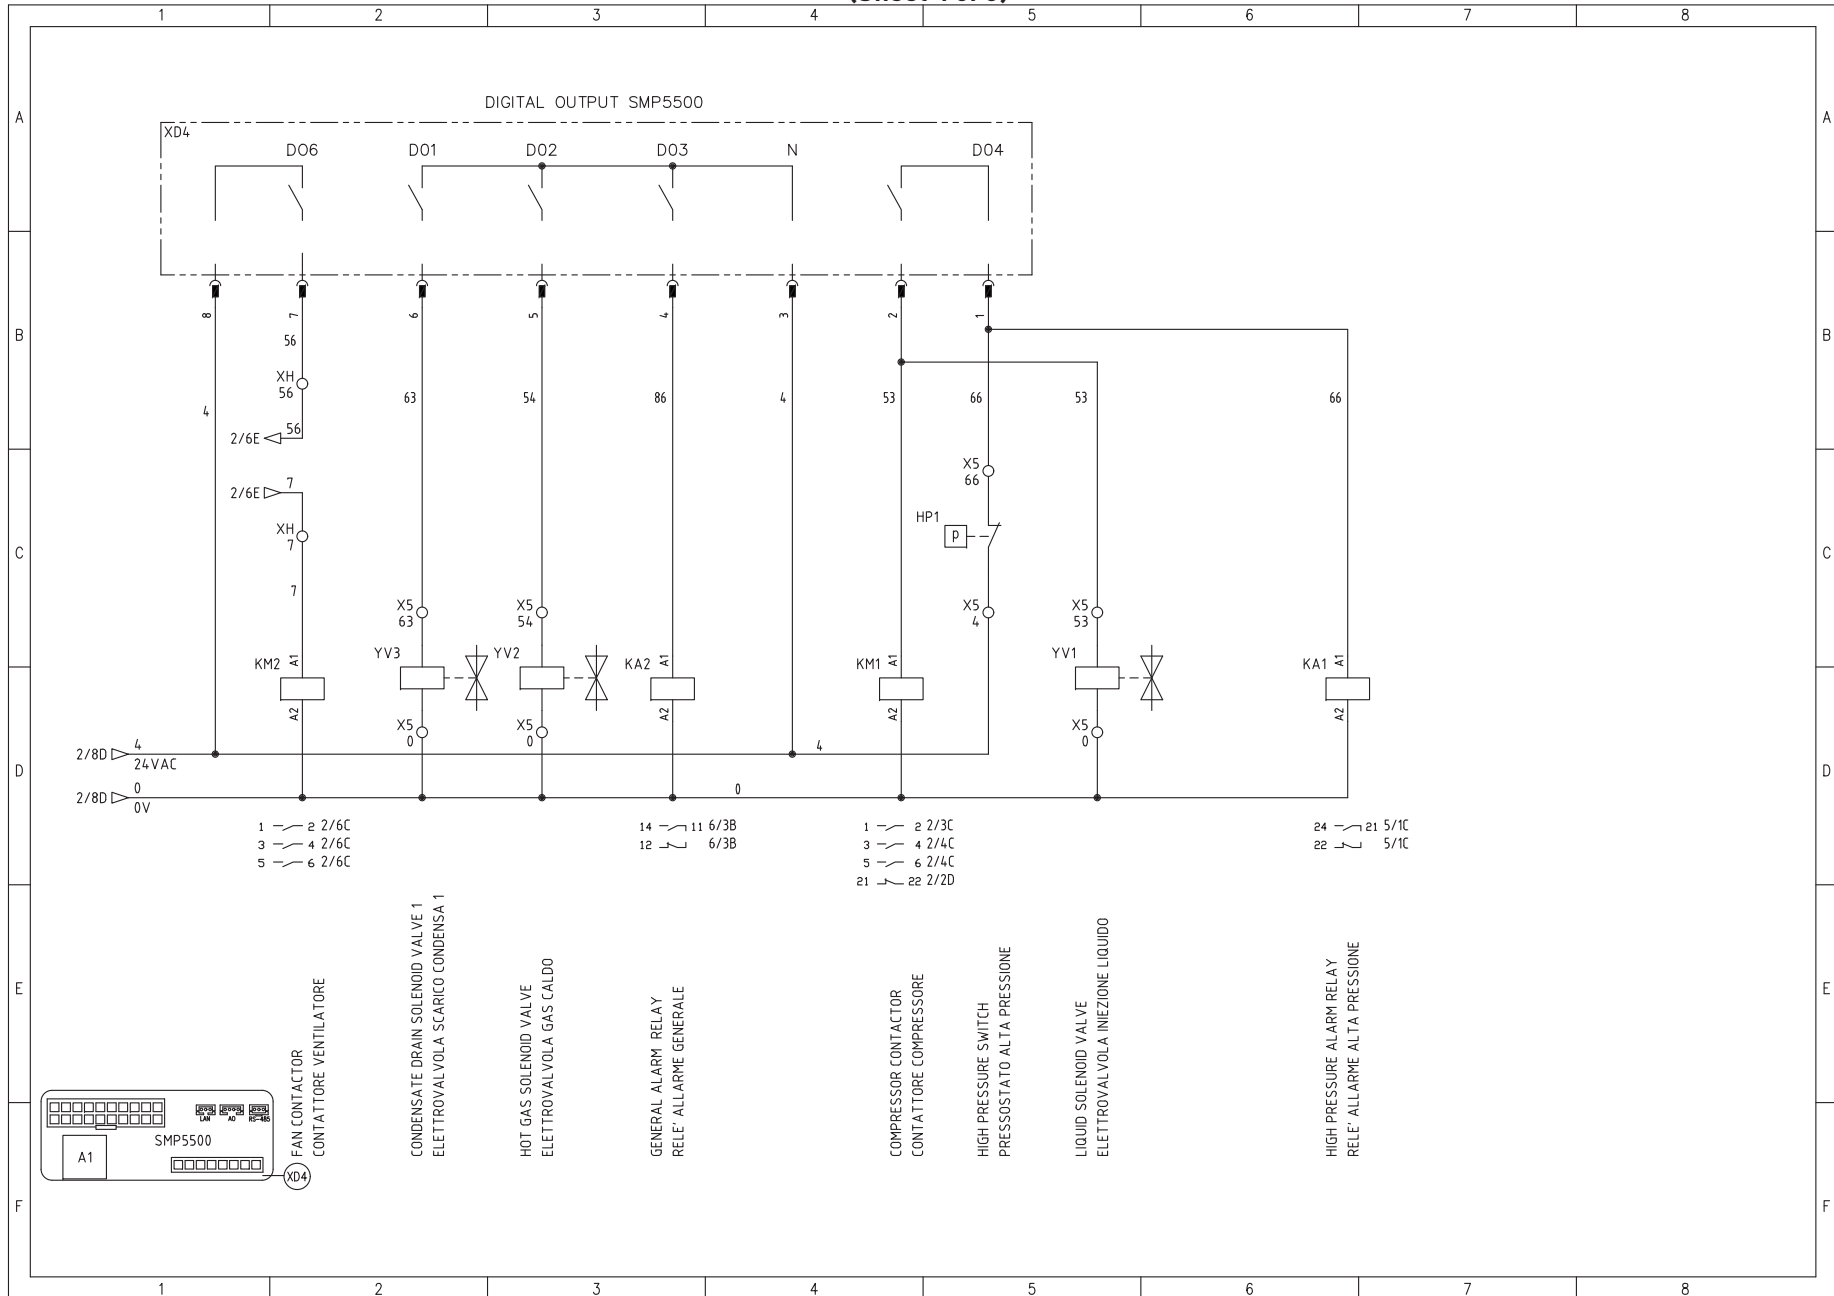 1 2 3 4 5 6 7 8
DIGITAL OUTPUT SMP5500
A A
XD4
DO6 DO1 DO2 DO3 N DO4
8 7 6 5 4 3 2 1
B B
56
XH
56
4 63 54 86 4 53 66 53 66
56
2/6E
X5
66
2/6E 7
HP1
P
XH
7
C C
7
X5
63
X5
54
X5
4
X5
53
KM2 A1 YV3 YV2 KA2 A1 KM1 A1 YV1 KA1 A1
A2 A2 A2 A2
X5
0
X5
0
X5
0
2/8D 4
24VAC
4
D D
2/8D 0
0V
0
1 2 2/6C
3 4 2/6C
5 6 2/6C
14 11 6/3B
12 6/3B
1 2 2/3C
3 4 2/4C
5 6 2/4C
21 22 2/2D
24 21 5/1C
22 5/1C
E E
FAN CONTACTOR
CONTATTORE VENTILATORE
CONDENSATE DRAIN SOLENOID VALVE 1
ELETTROVALVOLA SCARICO CONDENSA 1
HOT GAS SOLENOID VALVE
ELETTROVALVOLA GAS CALDO
GENERAL ALARM RELAY
RELE' ALLARME GENERALE
COMPRESSOR CONTACTOR
CONTATTORE COMPRESSORE
HIGH PRESSURE SWITCH
PRESSOSTATO ALTA PRESSIONE
LIQUID SOLENOID VALVE
ELETTROVALVOLA INIEZIONE LIQUIDO
HIGH PRESSURE ALARM RELAY
RELE' ALLARME ALTA PRESSIONE
LAN AO RS-485
SMP5500
A1
XD4
F F
1 2 3 4 5 6 7 8